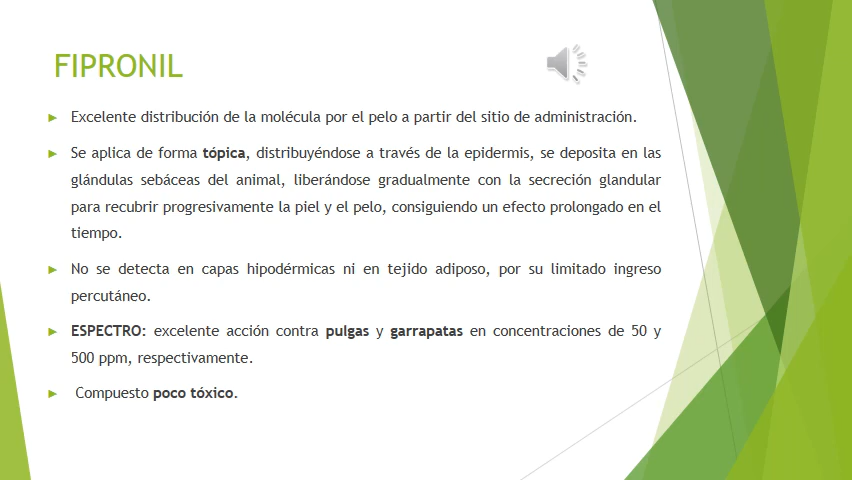 FIPRONIL
Excelente distribución de la molécula por el pelo a partir del sitio de administración.
Se aplica de forma tópica, distribuyéndose a través de la epidermis, se deposita en las
glándulas sebáceas del animal, liberándose gradualmente con la secreción glandular
para recubrir progresivamente la piel y el pelo, consiguiendo un efecto prolongado en el
tiempo.
No se detecta en capas hipodérmicas ni en tejido adiposo, por su limitado ingreso
percutáneo.
ESPECTRO: excelente acción contra pulgas y garrapatas en concentraciones de 50 y
500 ppm, respectivamente.
Compuesto poco tóxico.